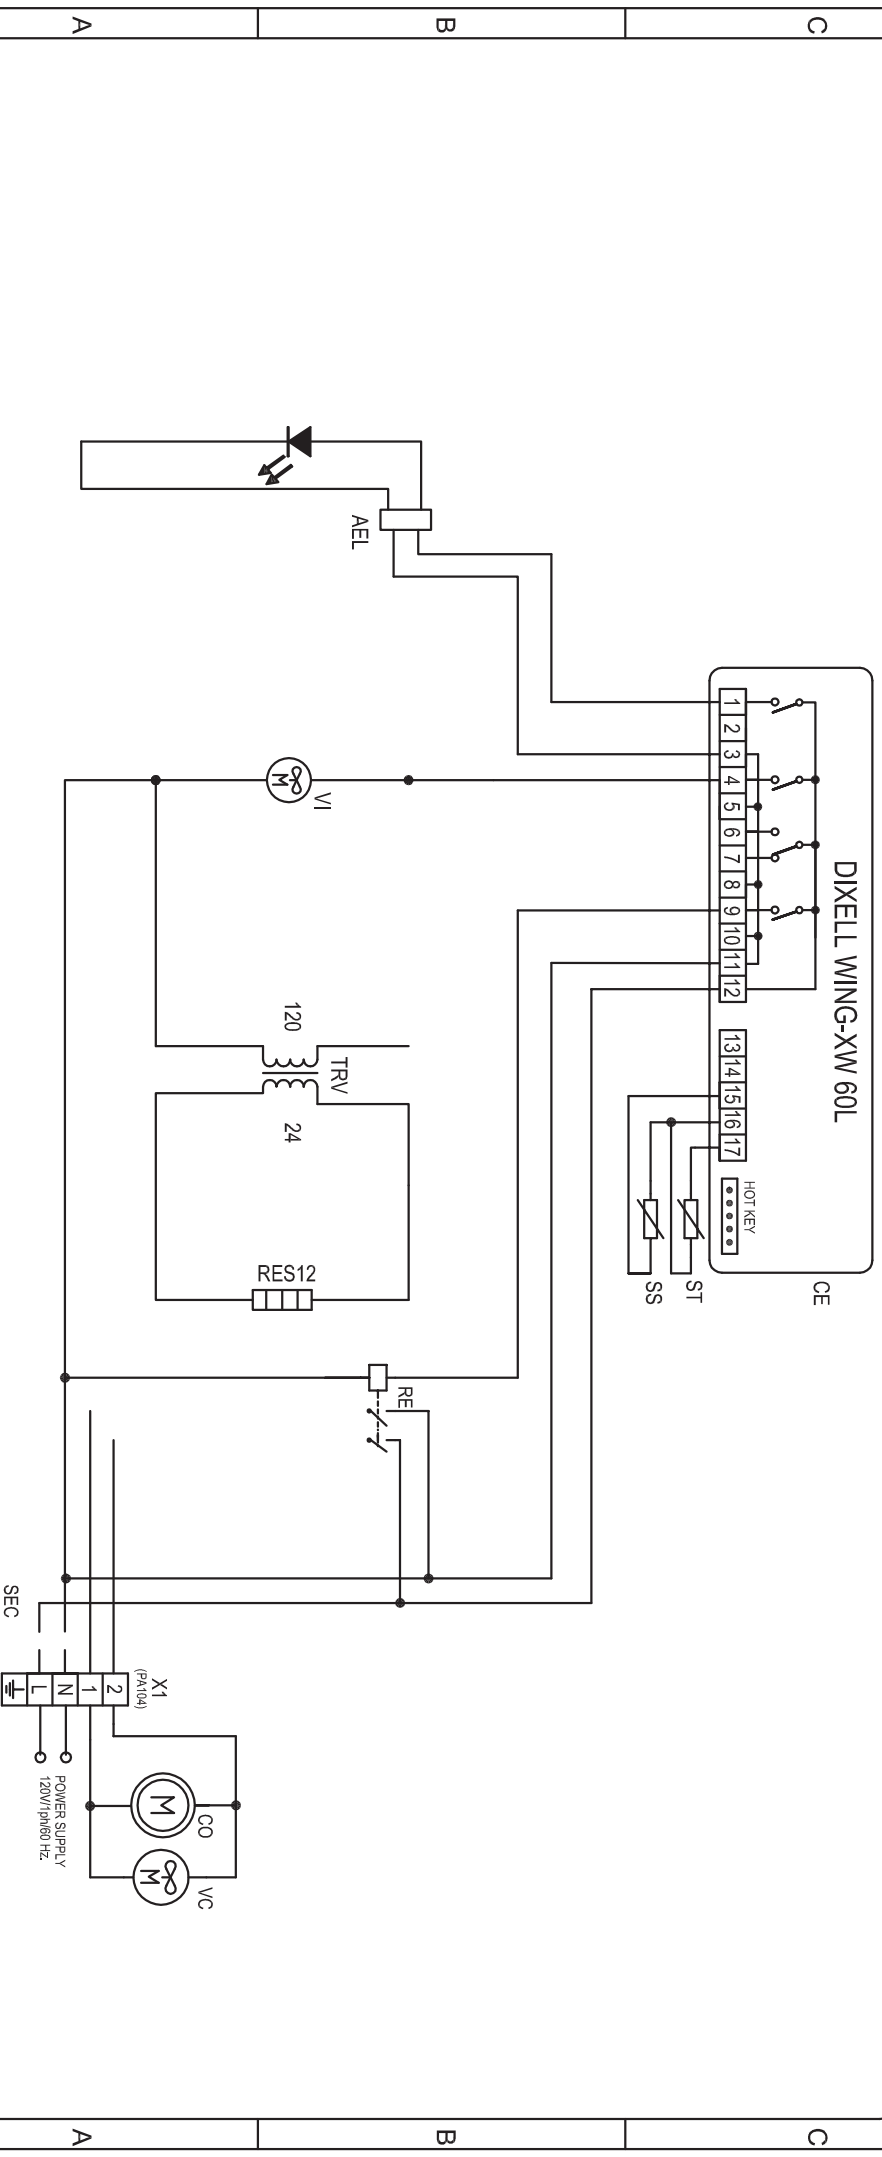 A
B
C
DIXELL WING-XW 60L
CE
1 2 3 4 5 6 7 8 9 10 11 12
13 14 15 16 17
HOT KEY
ST
SS
AEL
VI
M
120
TRV
24
RES12
RE
SEC
X1
(PA104)
2
1
N
L
POWER SUPPLY
120V/1ph/60 Hz.
M
CO
M
VC
A
B
C